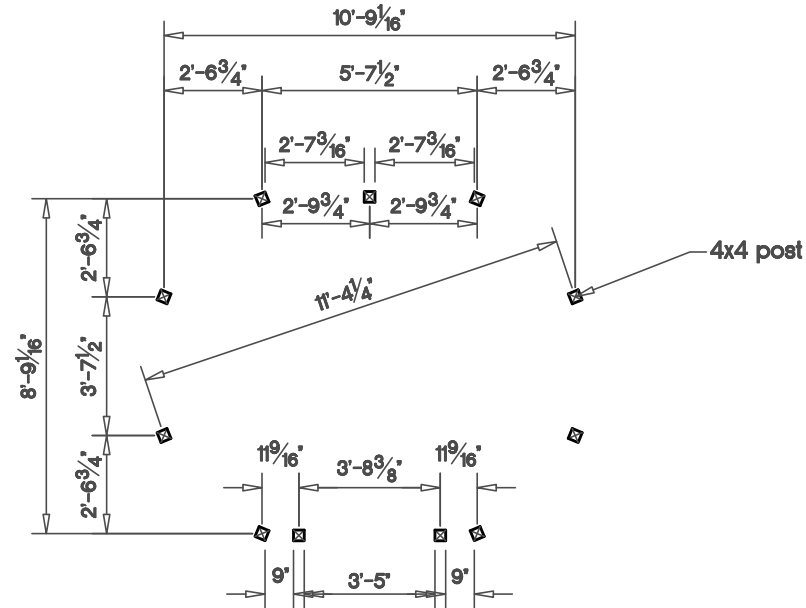 10'-9 1/16"
2'-6 3/4" 5'-7 1/2" 2'-6 3/4"
2'-7 3/16" 2'-7 3/16"
2'-9 3/4" 2'-9 3/4"
2'-6 3/4"
4x4 post
11'-4 1/4"
8'-9 1/16"
3'-7 1/2"
11 9/16" 3'-8 3/8" 11 9/16"
2'-6 3/4"
9" 3'-5" 9"